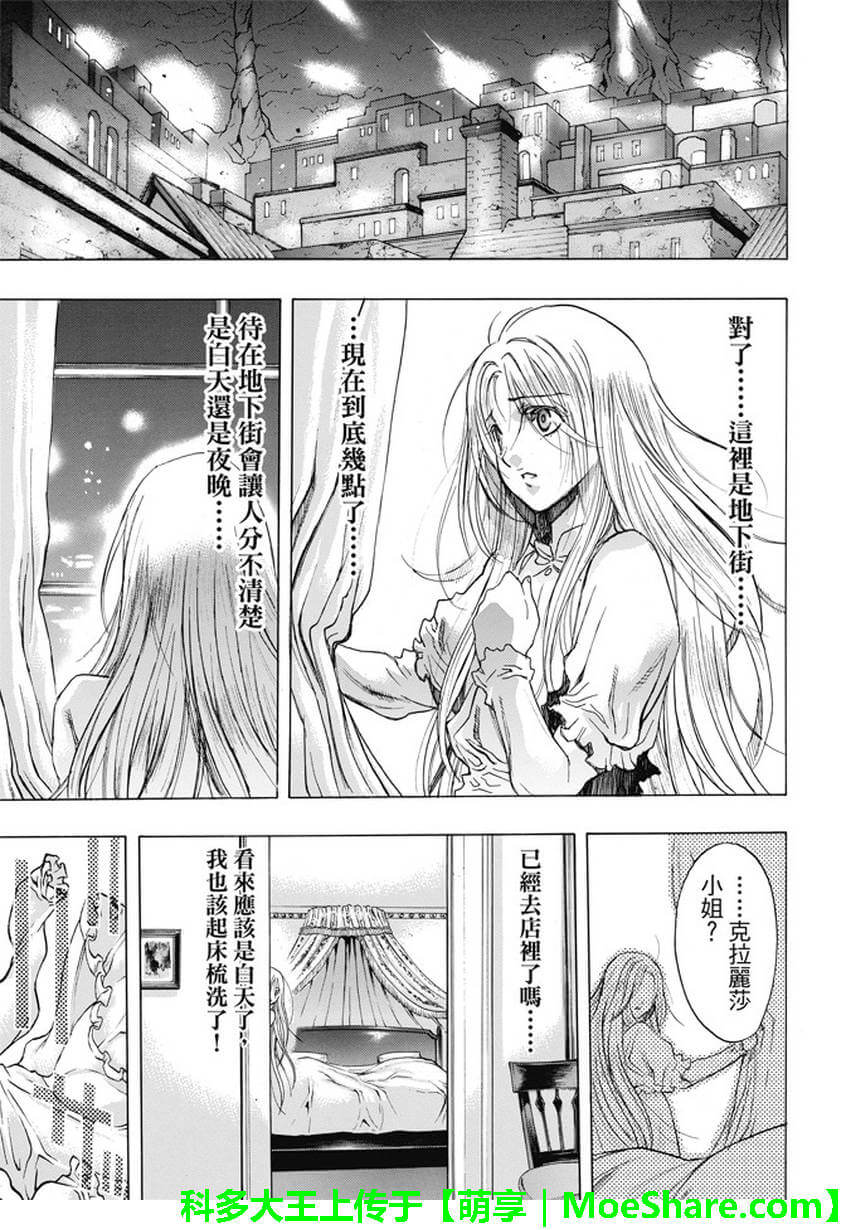 對了……這裡是地下街……
…現在到底幾點了……
待在地下街會讓人分不清楚
是白天還是夜晚……
……克拉麗莎
小姐？
已經去店裡了嗎……
看來應該是白天了，
我也該起床梳洗了！
科多大王上传于【萌享｜MoeShare.com】